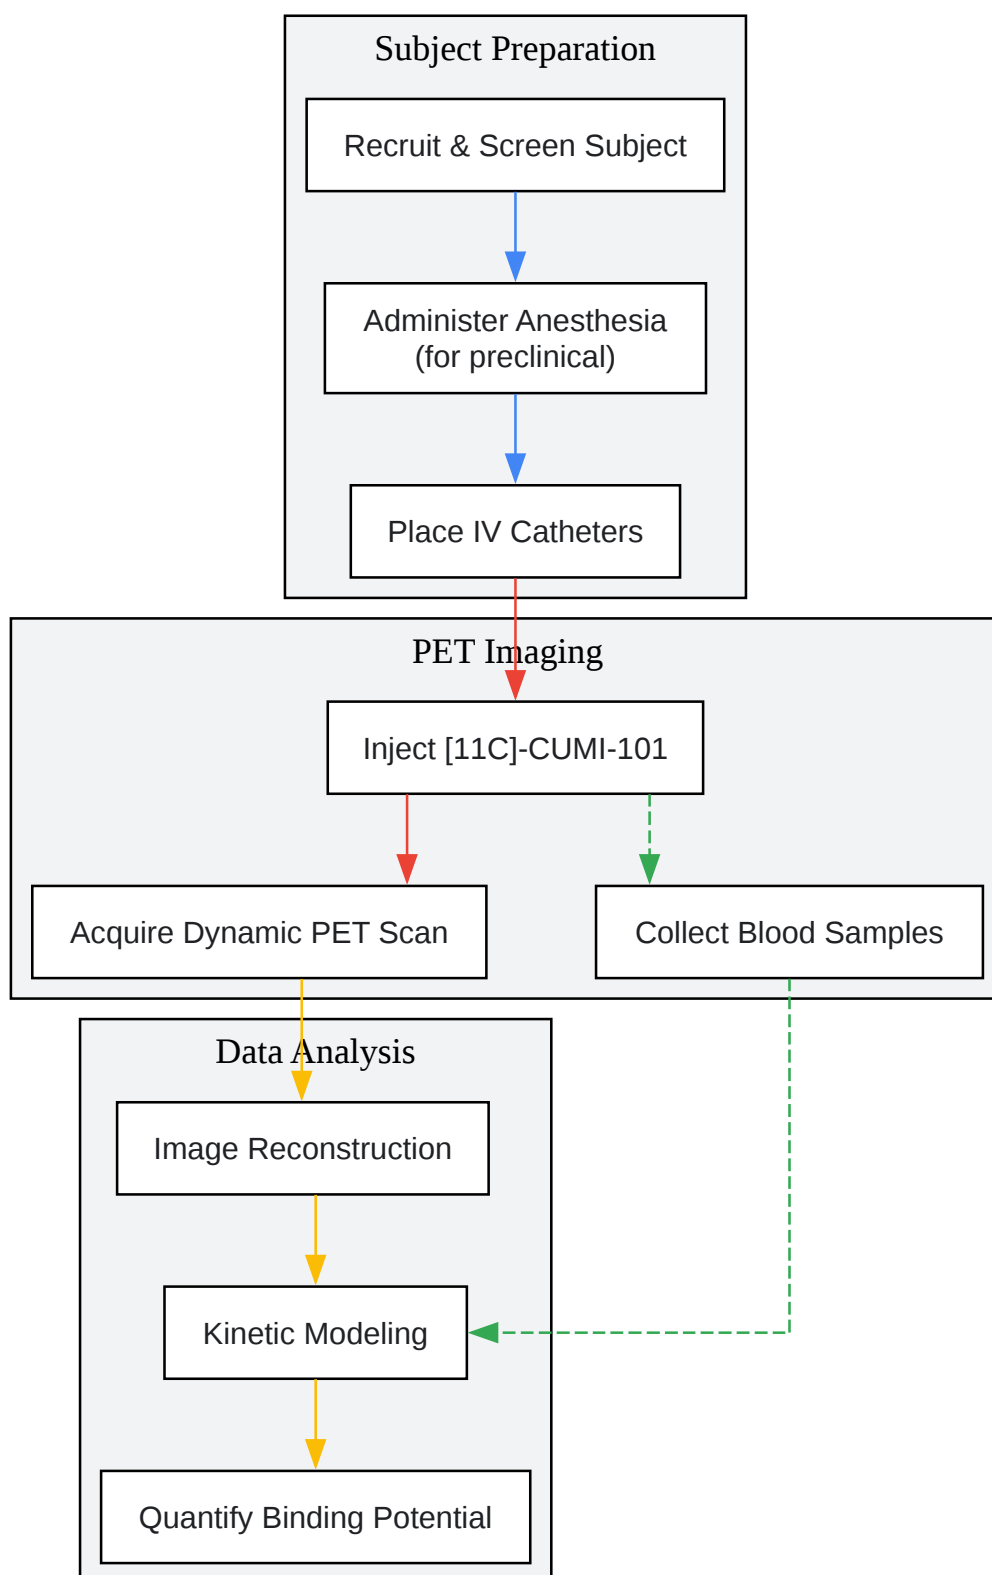 Subject Preparation
Recruit & Screen Subject
Administer Anesthesia
(for preclinical)
Place IV Catheters
PET Imaging
Inject [11C]-CUMI-101
Acquire Dynamic PET Scan
Collect Blood Samples
Data Analysis
Image Reconstruction
Kinetic Modeling
Quantify Binding Potential